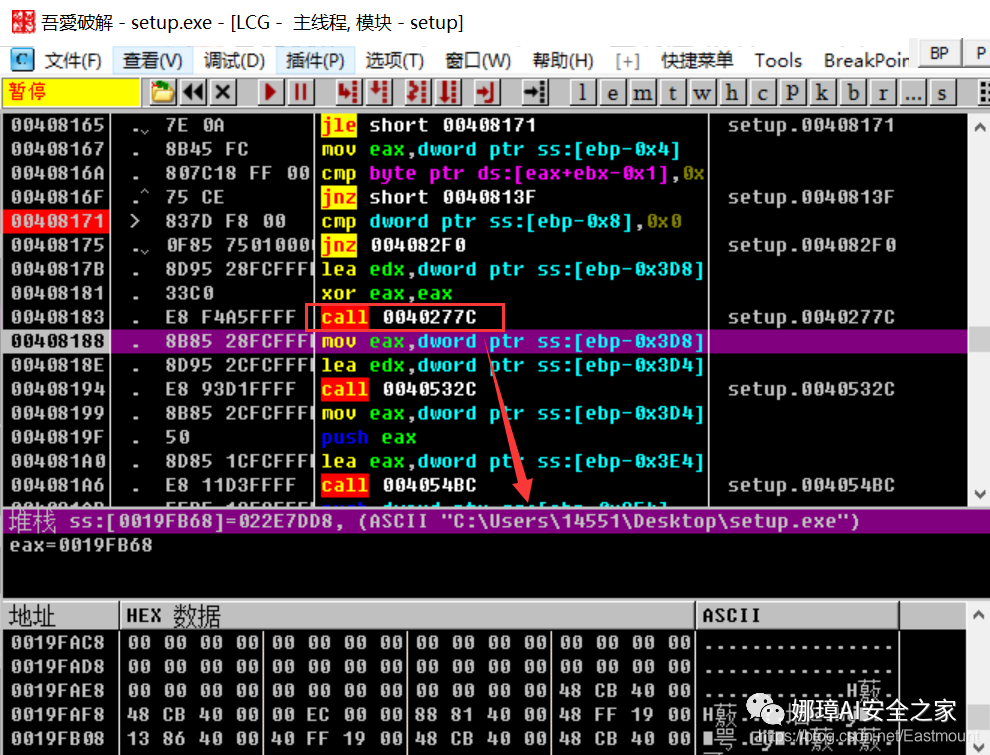 吾愛破解 - setup.exe - [LCG - 主线程, 模块 - setup]
文件(F) 查看(V) 调试(D) 插件(P) 选项(T) 窗口(W) 帮助(H) [+] 快捷菜单 Tools BreakPoin BP P
暂停 l e m t w h c P k b r ... s
00408165 . 7E 0A jle short 00408171 setup.00408171
00408167 . 8B45 FC mov eax,dword ptr ss:[ebp-0x4]
0040816A . 807C18 FF 00 cmp byte ptr ds:[eax+ebx-0x1],0x
0040816F .^ 75 CE jnz short 0040813F setup.0040813F
00408171 > 837D F8 00 cmp dword ptr ss:[ebp-0x8],0x0
00408175 . 0F85 7501000 jnz 004082F0 setup.004082F0
0040817B . 8D95 28FCFFF lea edx,dword ptr ss:[ebp-0x3D8]
00408181 . 33C0 xor eax,eax
00408183 . E8 F4A5FFFF call 0040277C setup.0040277C
00408188 . 8B85 28FCFFF mov eax,dword ptr ss:[ebp-0x3D8]
0040818E . 8D95 2CFCFFF lea edx,dword ptr ss:[ebp-0x3D4]
00408194 . E8 93D1FFFF call 0040532C setup.0040532C
00408199 . 8B85 2CFCFFF mov eax,dword ptr ss:[ebp-0x3D4]
0040819F . 50 push eax
004081A0 . 8D85 1CFCFFF lea eax,dword ptr ss:[ebp-0x3E4]
004081A6 . E8 11D3FFFF call 004054BC setup.004054BC
堆栈 ss:[0019FB68]=022E7DD8, (ASCII "C:\Users\14551\Desktop\setup.exe")
eax=0019FB68
地址 HEX 数据 ASCII
0019FAC8 00 00 00 00 00 00 00 00 00 00 00 00 00 00 00 00 ................
0019FAD8 00 00 00 00 00 00 00 00 00 00 00 00 00 00 00 00 ................
0019FAE8 00 00 00 00 00 00 00 00 00 00 00 00 48 CB 40 00
0019FAF8 48 CB 40 00 00 EC 00 00 88 81 40 00 48 FF 19 00
0019FB08 13 86 40 00 40 FF 19 00 48 CB 40 00 48 CB 40 00
娜璋AI安全之家
https://blog.csdn.net/Eastmount